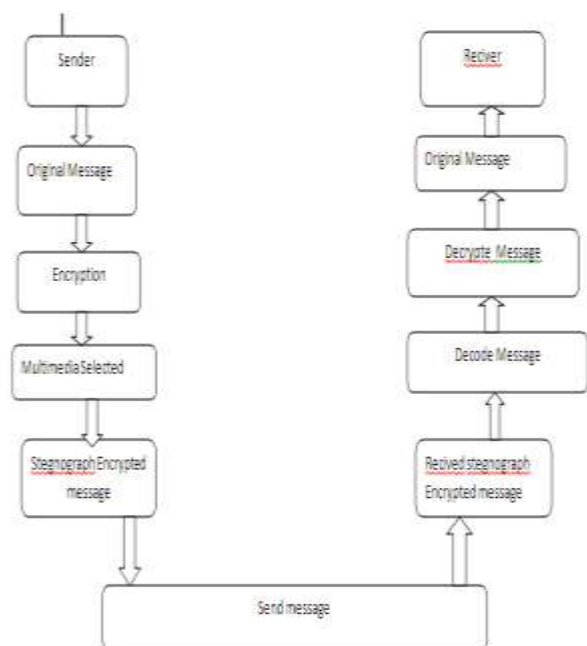 Sender
Original Message
Encryption
Multimedia Selected
Stegnograph Encrypted
message
Send message
Recived stegnograph
Encrypted message
Decode Message
Decrypte Message
Original Message
Reciver